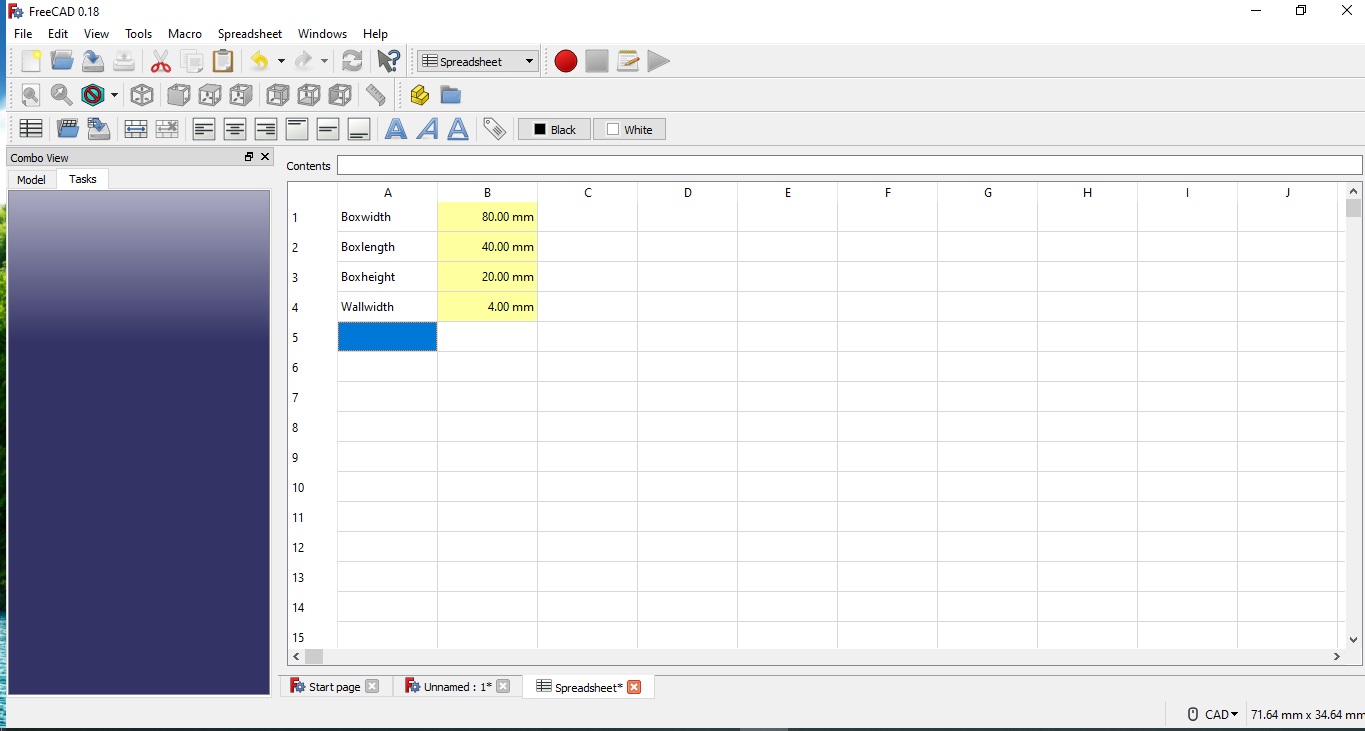 FreeCAD 0.18
File Edit View Tools Macro Spreadsheet Windows Help
Spreadsheet
Black White
Combo View
Model Tasks
Contents
A B C D E F G H I J
1 Boxwidth 80.00 mm
2 Boxlength 40.00 mm
3 Boxheight 20.00 mm
4 Wallwidth 4.00 mm
5
6
7
8
9
10
11
12
13
14
15
Start page Unnamed : 1* Spreadsheet*
CAD 71.64 mm x 34.64 mm